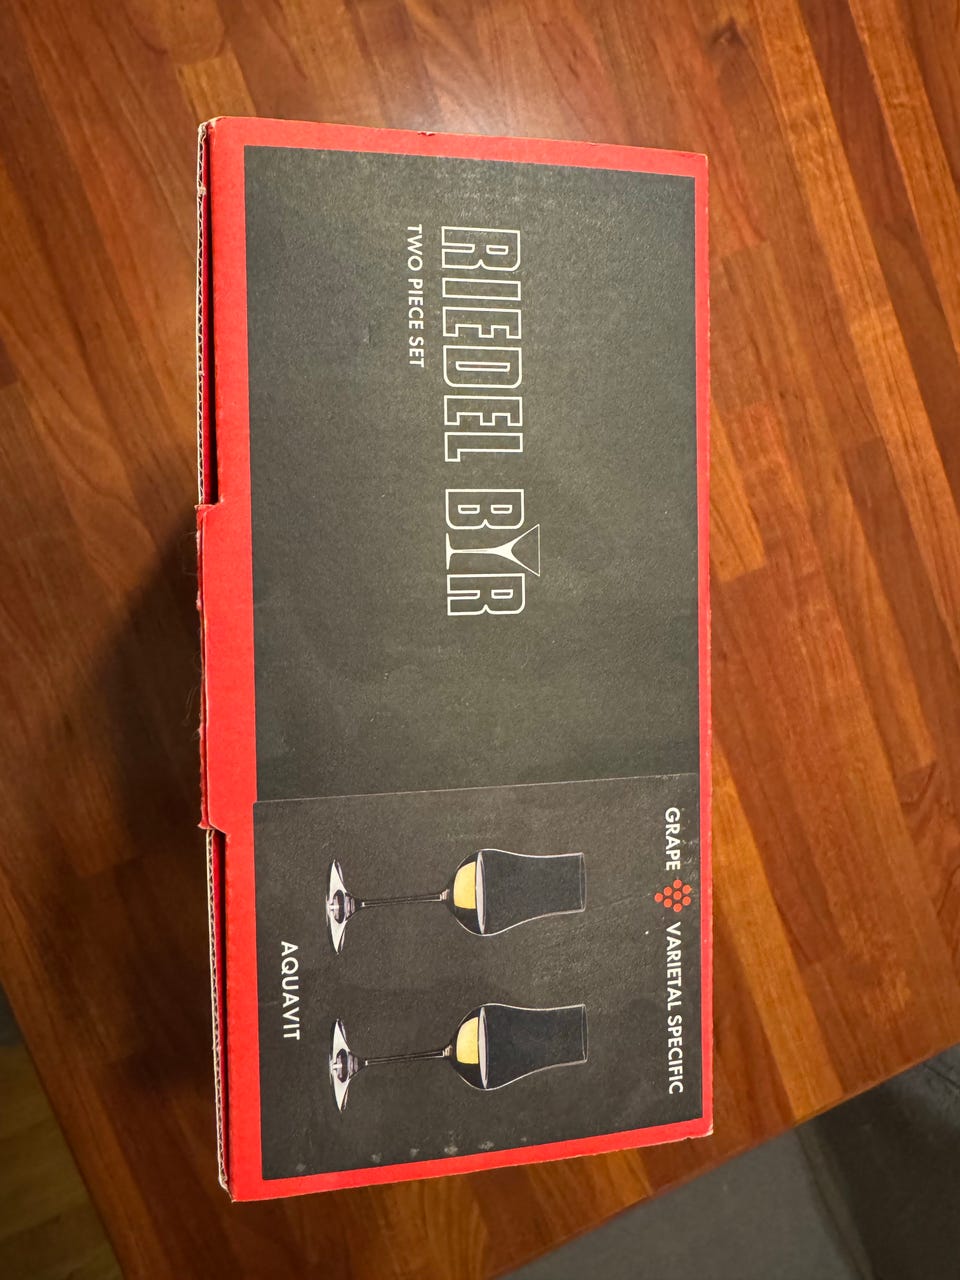 RIEDEL BAR
TWO PIECE SET
GRAPE VARIETAL SPECIFIC
AQUAVIT